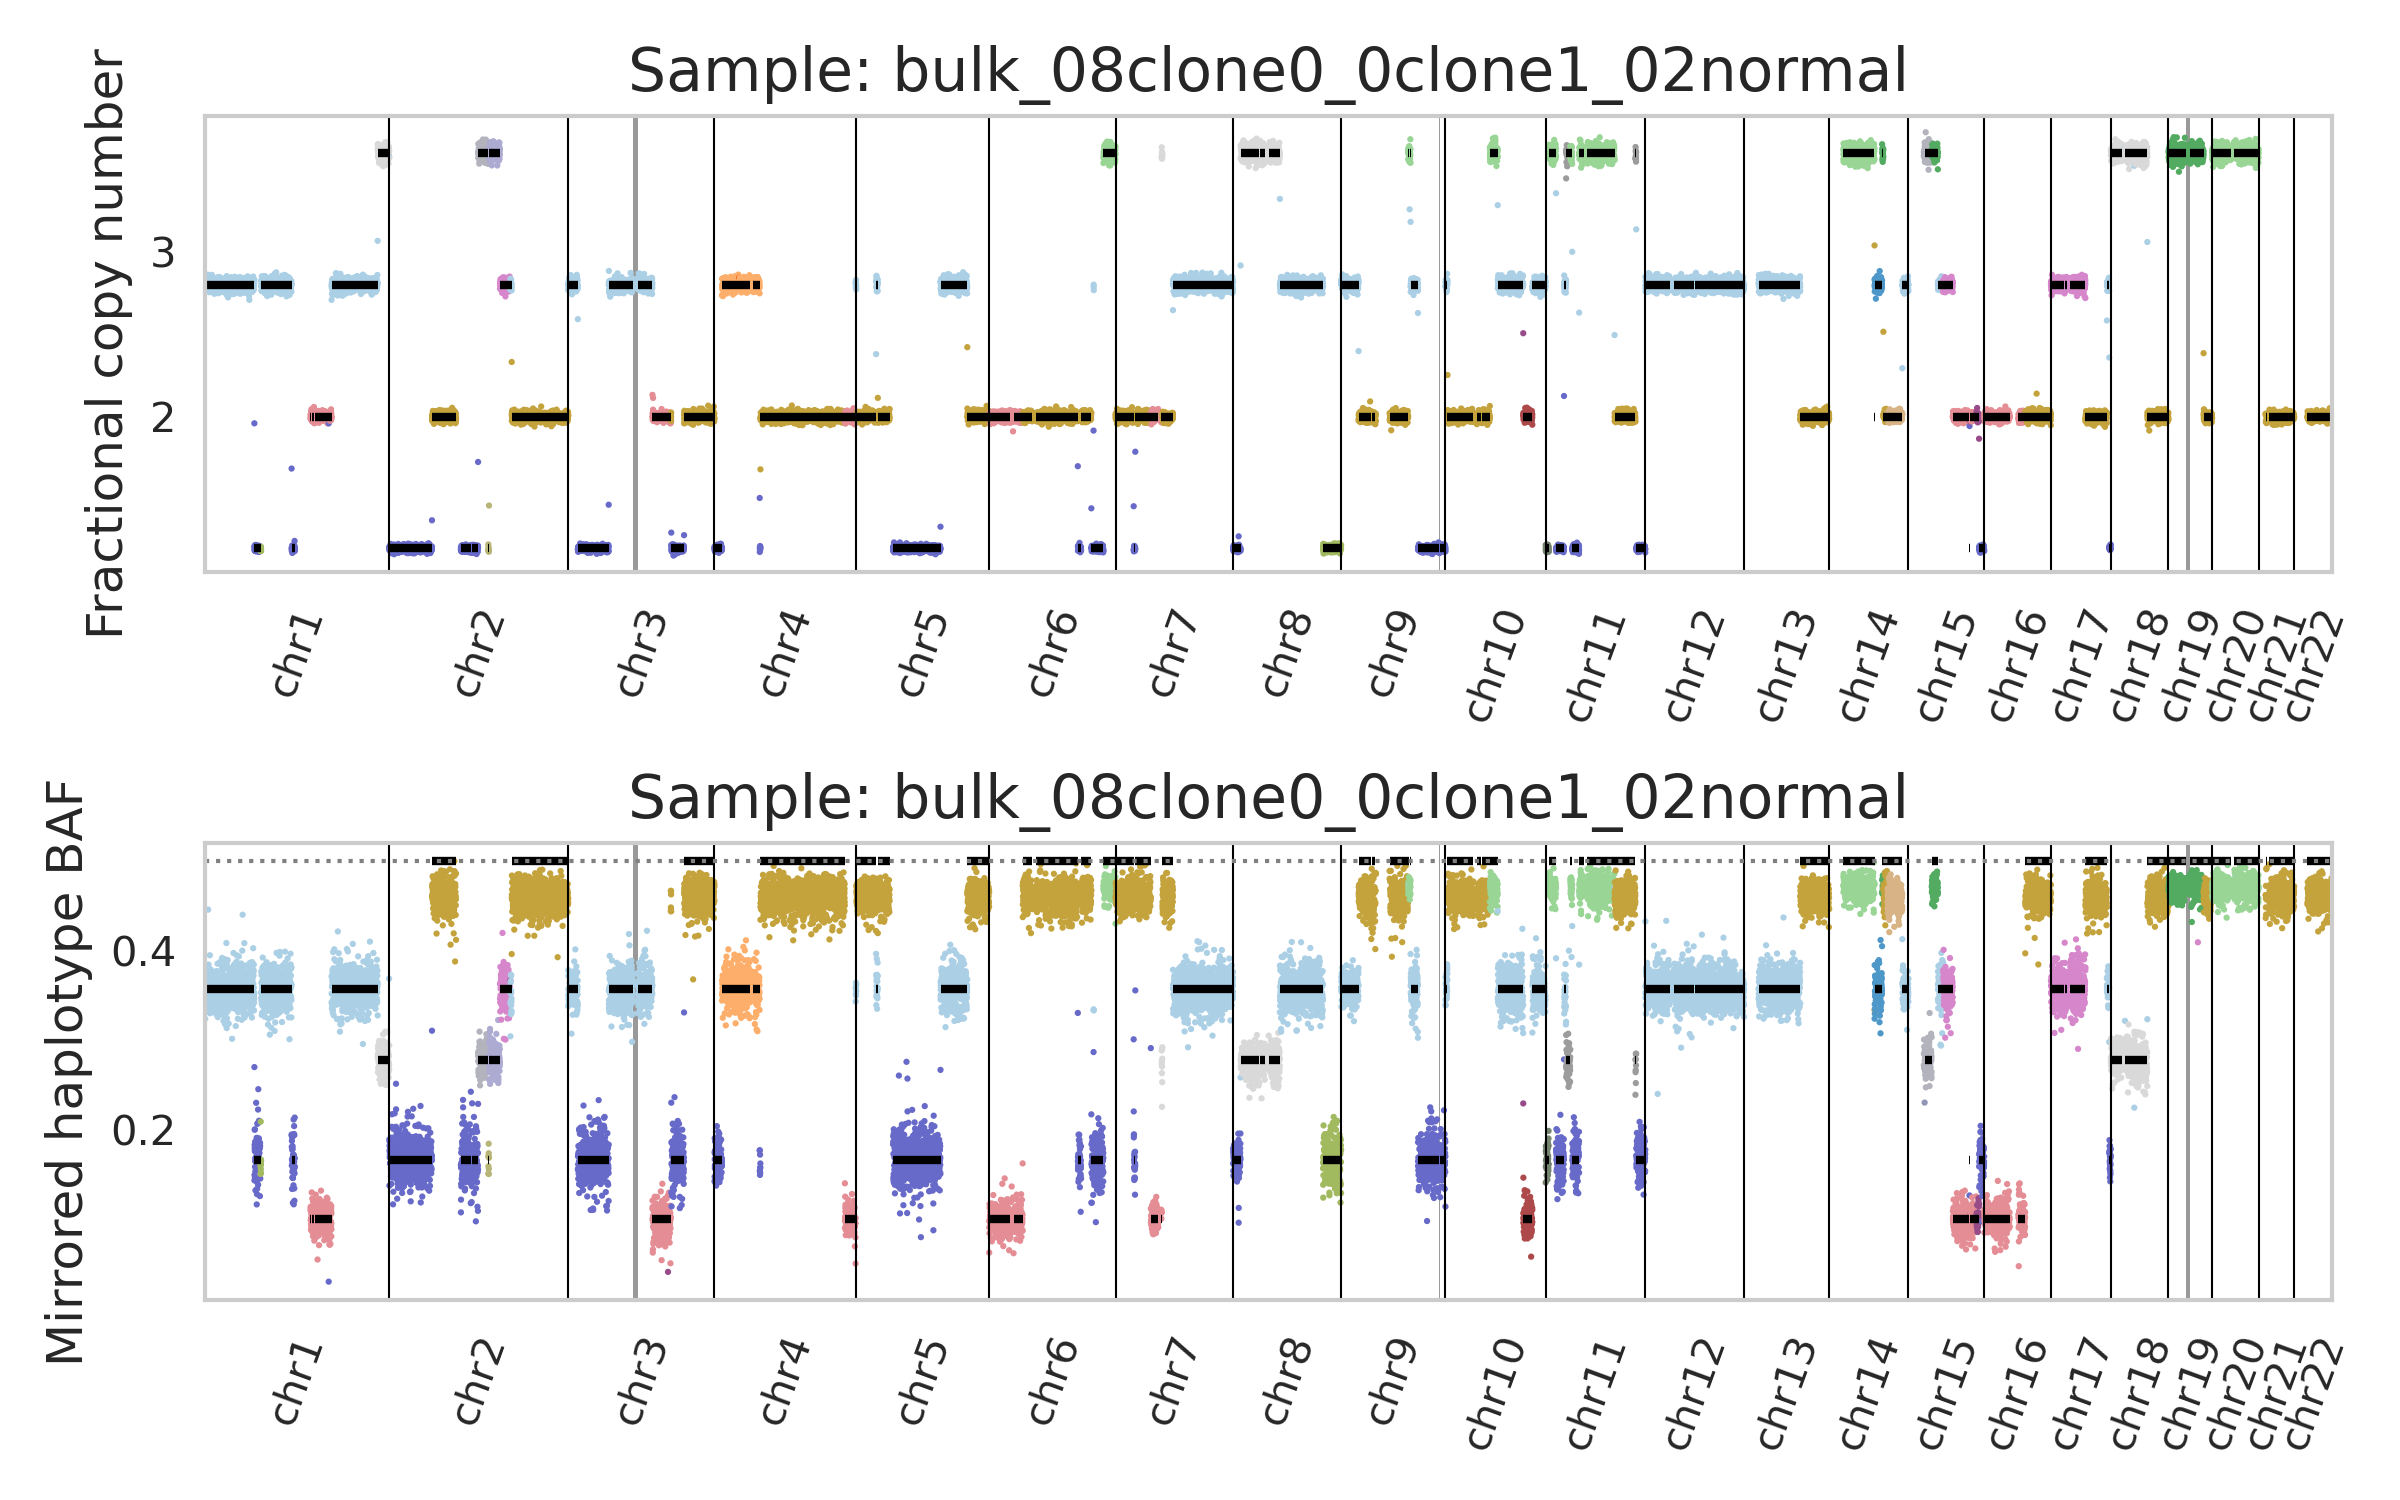 Sample: bulk_08clone0_0clone1_02normal
Fractional copy number
3
2
chr1 chr2 chr3 chr4 chr5 chr6 chr7 chr8 chr9 chr10 chr11 chr12 chr13 chr14 chr15 chr16 chr17 chr18 chr19 chr20 chr21 chr22
Sample: bulk_08clone0_0clone1_02normal
Mirrored haplotype BAF
0.4
0.2
chr1 chr2 chr3 chr4 chr5 chr6 chr7 chr8 chr9 chr10 chr11 chr12 chr13 chr14 chr15 chr16 chr17 chr18 chr19 chr20 chr21 chr22